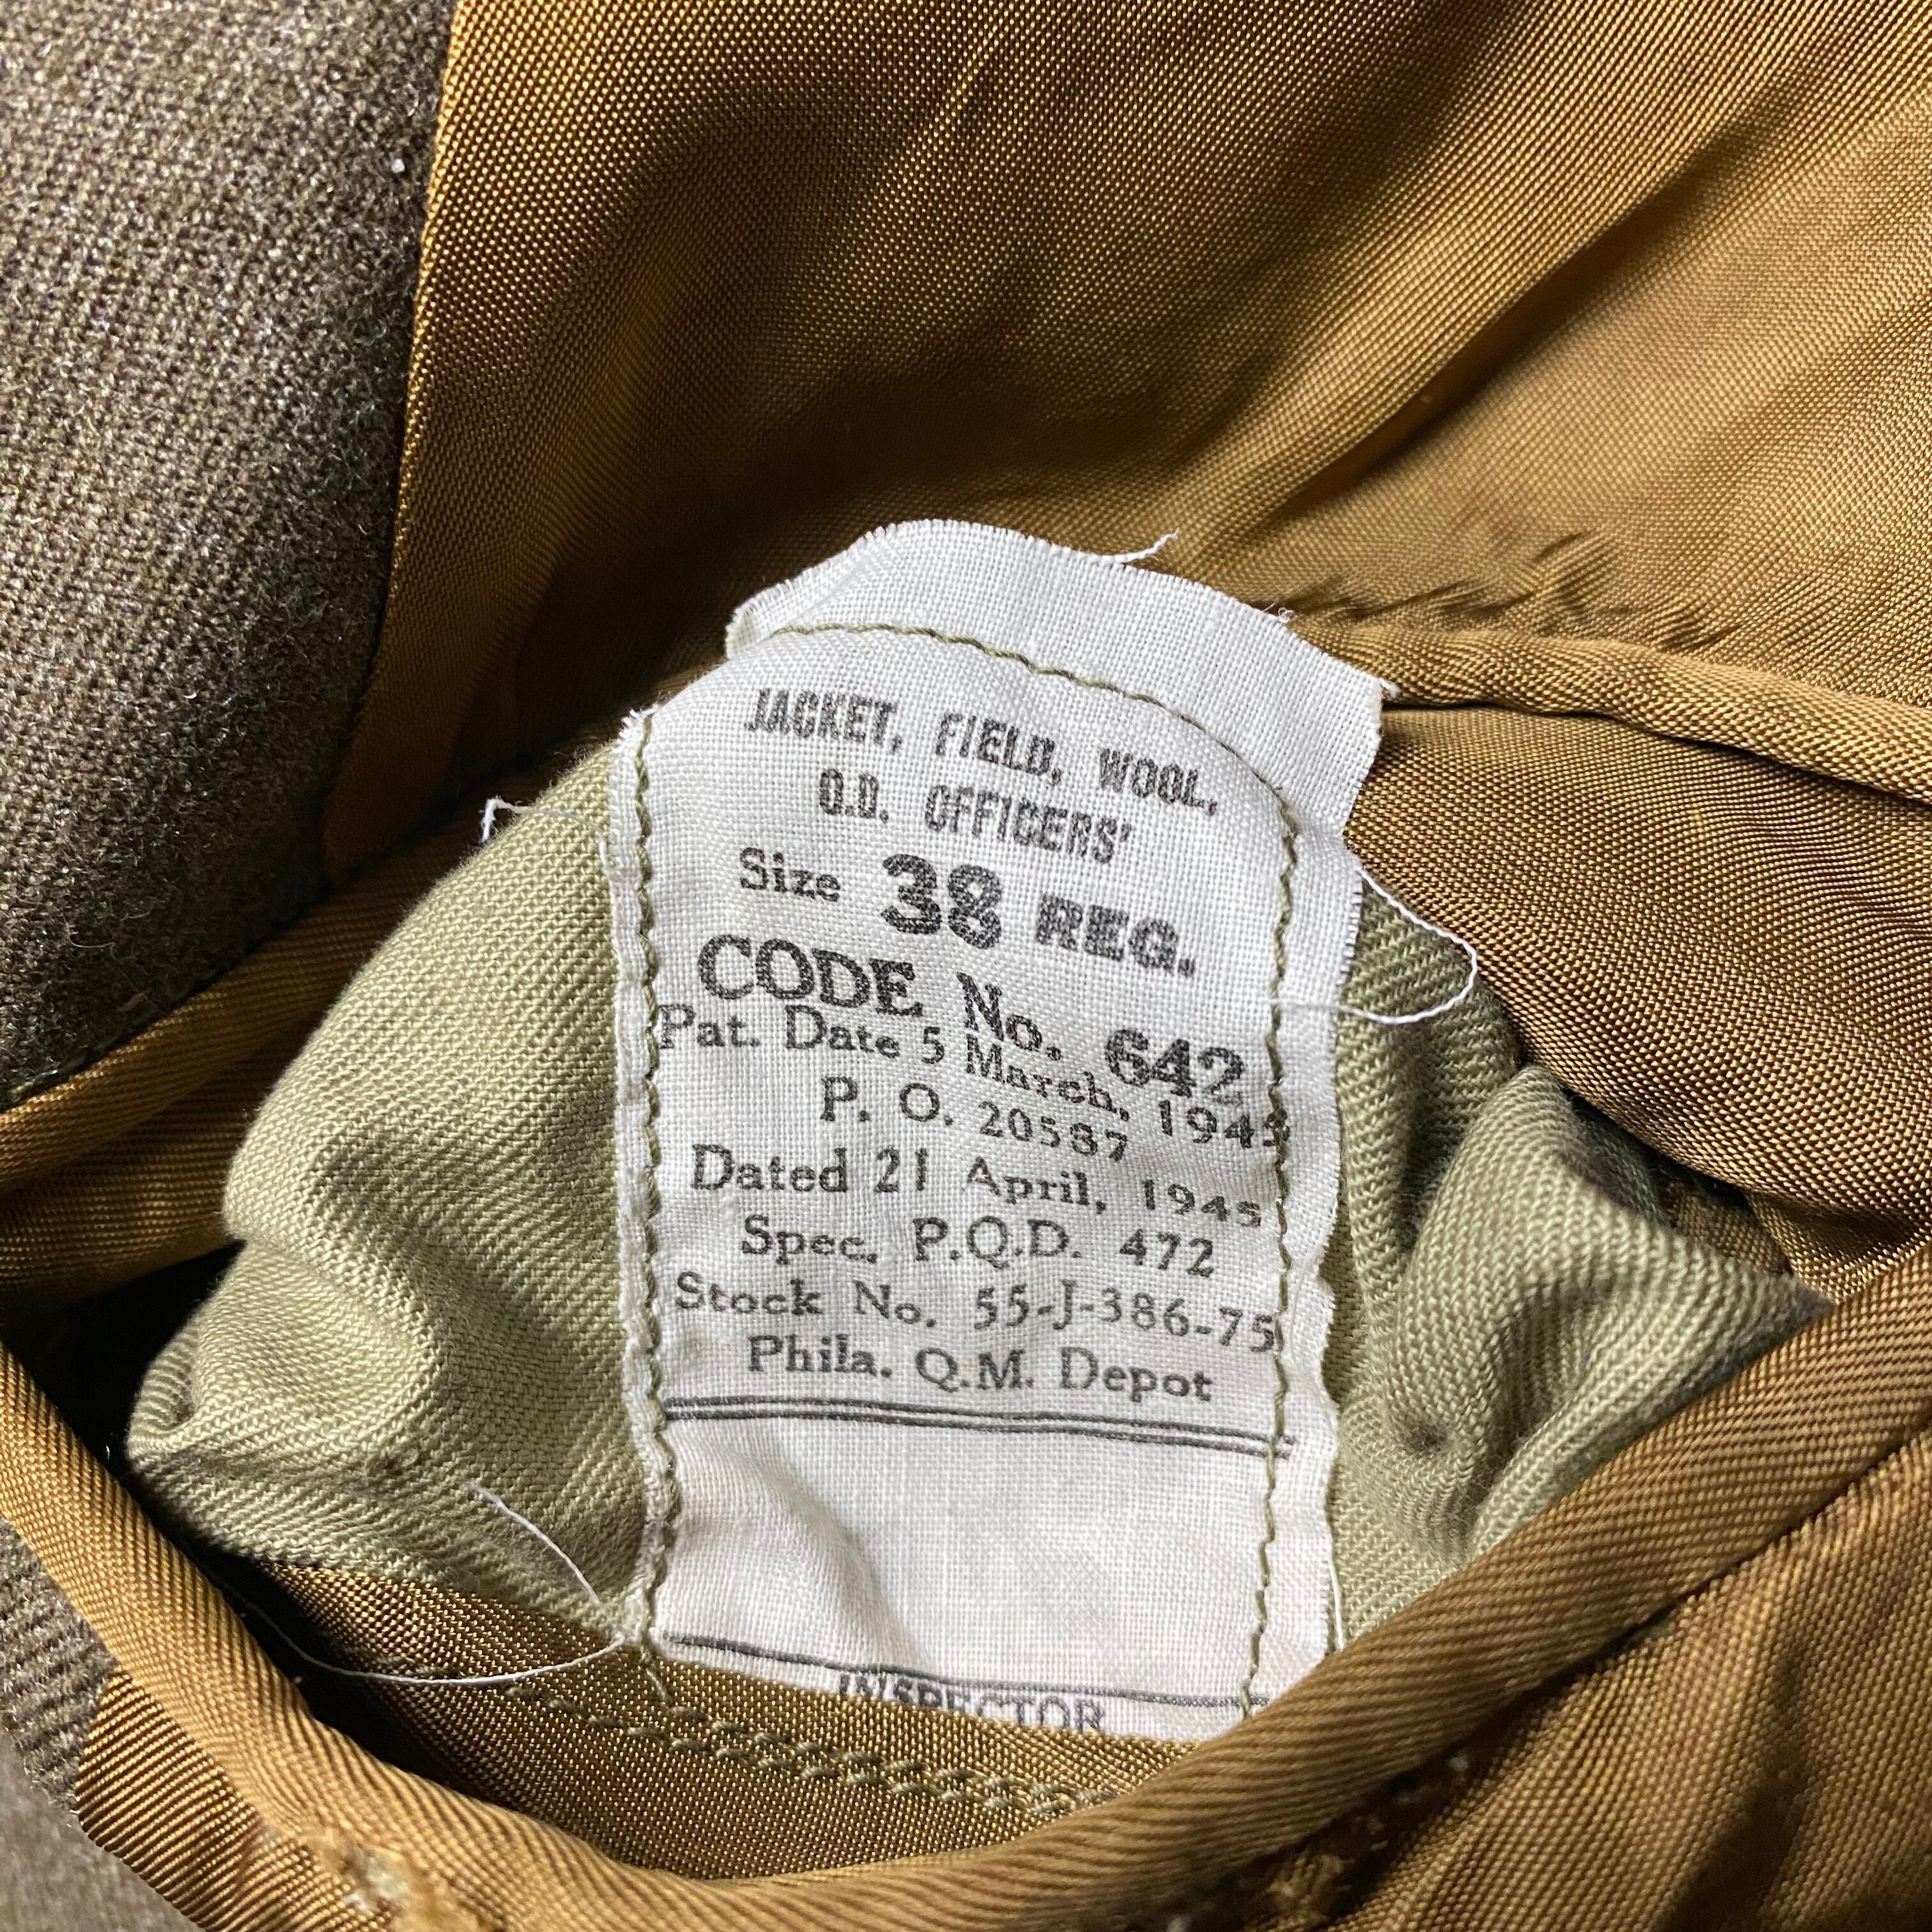 JACKET, FIELD, WOOL,
O.D. OFFICERS'
Size 38 REG.
CODE No. 642
Pat. Date 5 March, 1945
P. O. 20587
Dated 21 April, 1945
Spec. P.Q.D. 472
Stock No. 55-J-386-75
Phila. Q.M. Depot
INSPECTOR